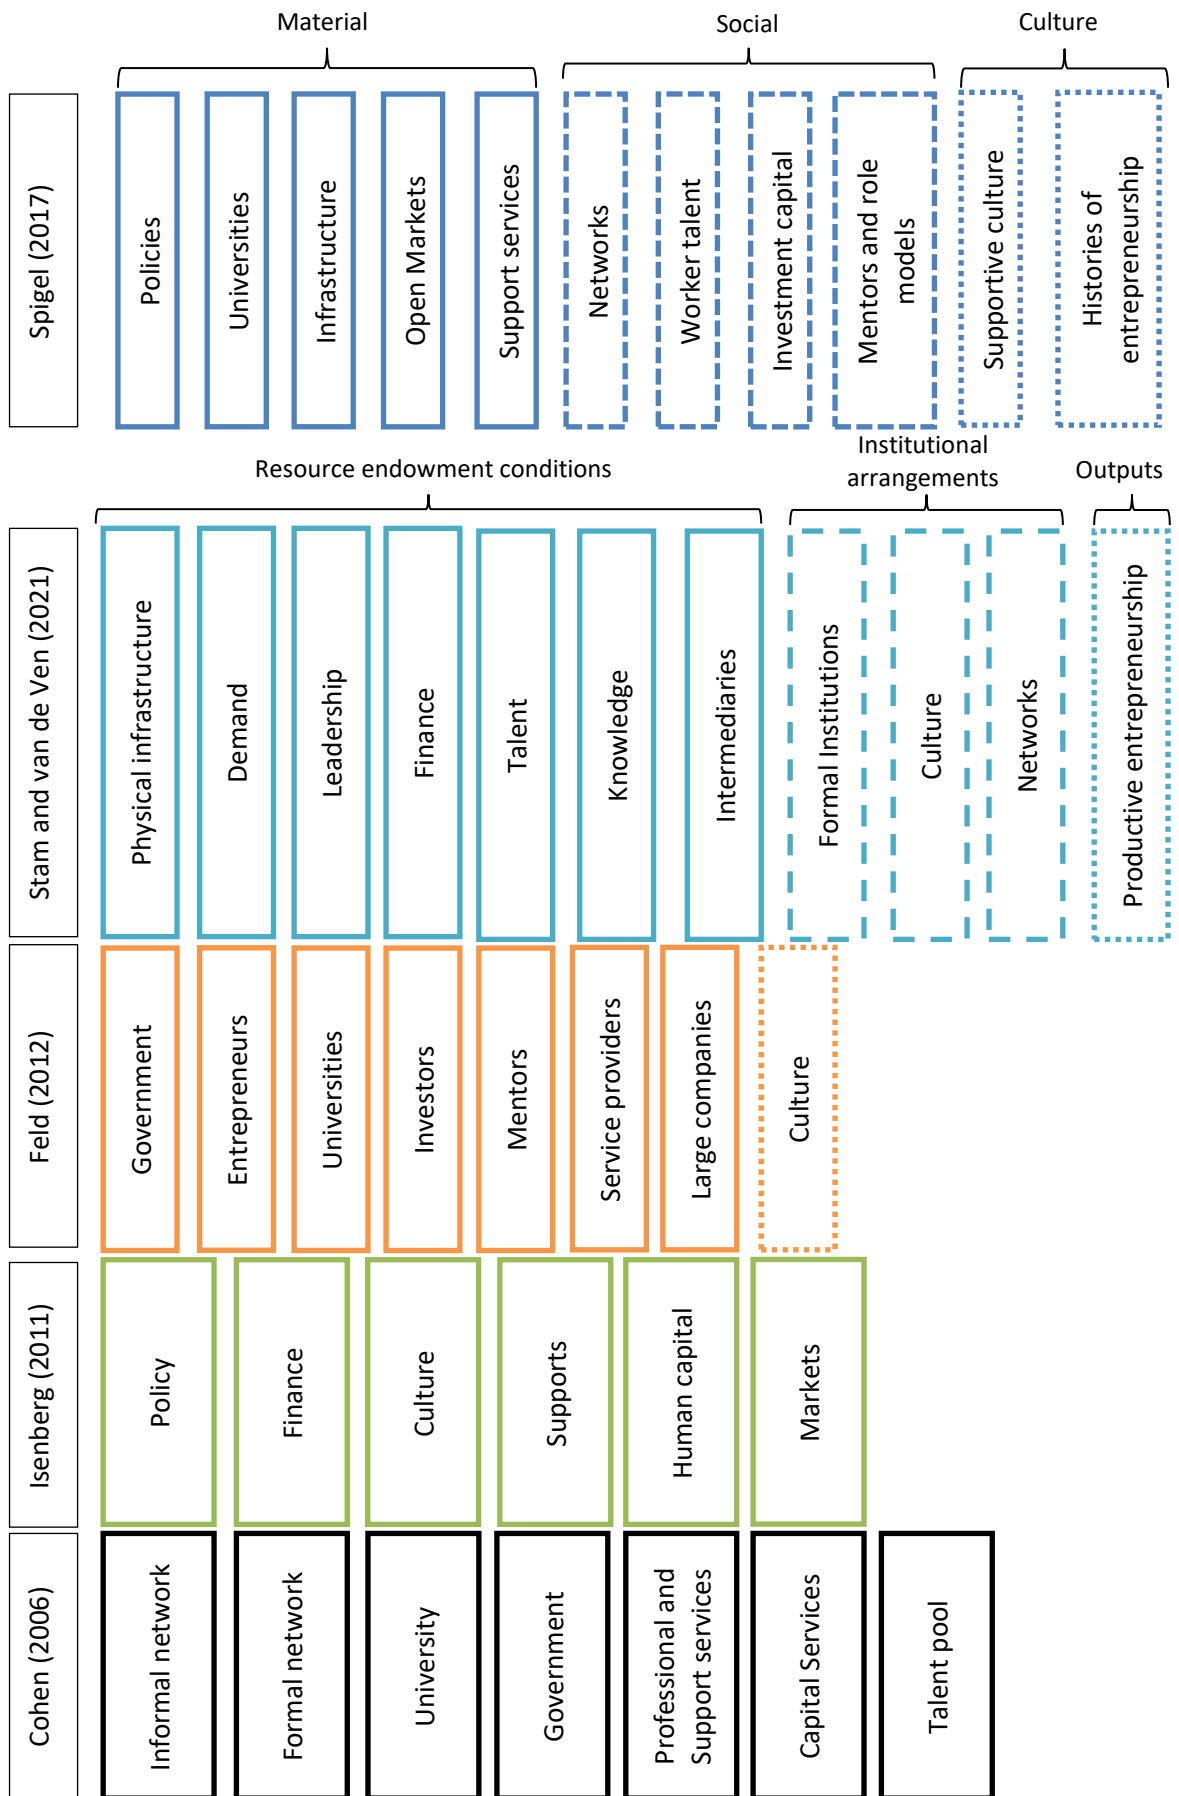 Material
Social
Culture
Spigel (2017)
Policies
Universities
Infrastructure
Open Markets
Support services
Networks
Worker talent
Investment capital
Mentors and role
models
Supportive culture
Histories of
entrepreneurship
Resource endowment conditions
Institutional
arrangements
Outputs
Stam and van de Ven (2021)
Physical infrastructure
Demand
Leadership
Finance
Talent
Knowledge
Intermediaries
Formal Institutions
Culture
Networks
Productive entrepreneurship
Feld (2012)
Government
Entrepreneurs
Universities
Investors
Mentors
Service providers
Large companies
Culture
Isenberg (2011)
Policy
Finance
Culture
Supports
Human capital
Markets
Cohen (2006)
Informal network
Formal network
University
Government
Professional and
Support services
Capital Services
Talent pool